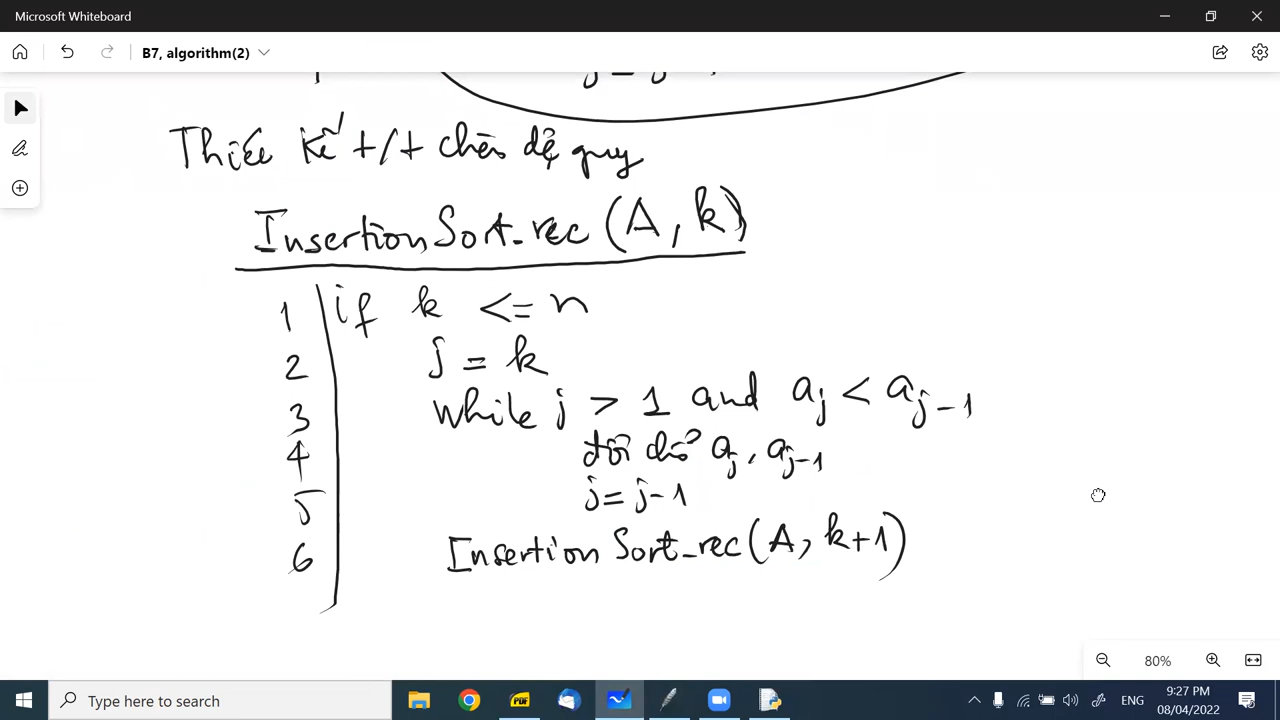 Microsoft Whiteboard
B7, algorithm(2)
Thiết kế t/t chèn đệ quy
InsertionSort_rec(A, k)
1 if k <= n
2 j = k
3 while j > 1 and aj < aj-1
4 đổi chỗ aj, aj-1
5 j = j-1
6 InsertionSort_rec(A, k+1)
80%
Type here to search
PDF
ENG
9:27 PM
08/04/2022